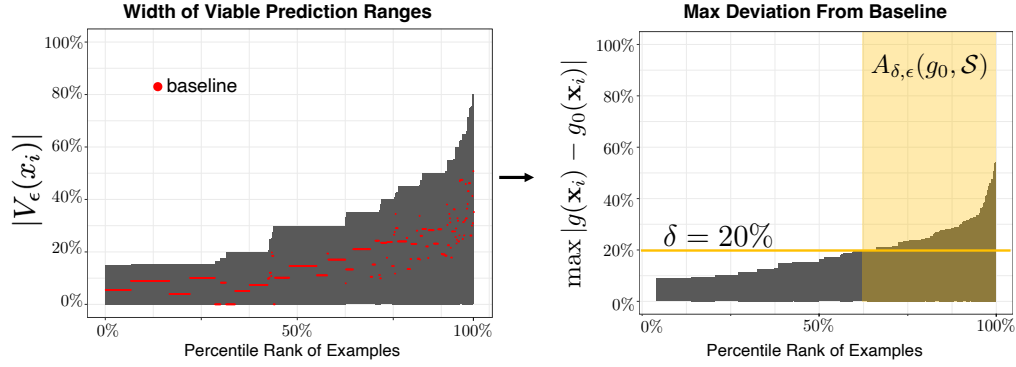 Width of Viable Prediction Ranges
|V_ϵ(x_i)|
100%
80%
60%
40%
20%
0%
baseline
0%
50%
100%
Percentile Rank of Examples
Max Deviation From Baseline
max |g(𝐱_i) − g_0(𝐱_i)|
100%
80%
60%
40%
20%
0%
A_{δ,ϵ}(g_0, 𝒮)
δ = 20%
0%
50%
100%
Percentile Rank of Examples